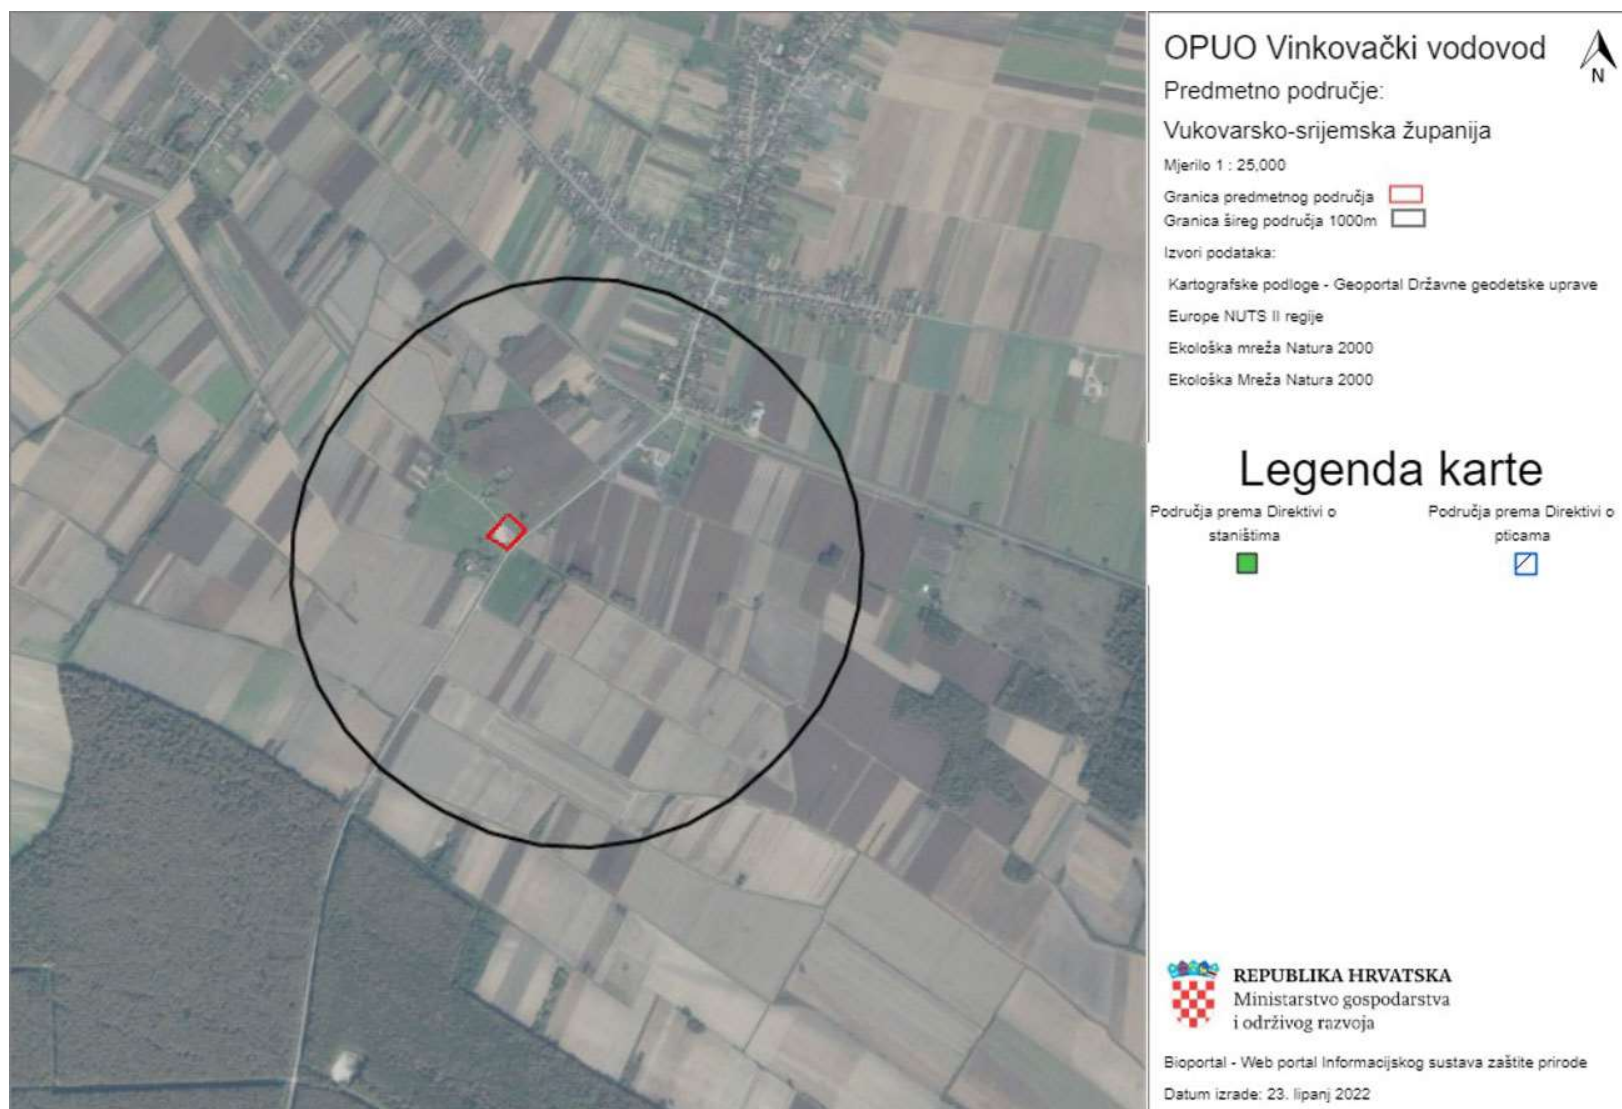 OPUO Vinkovački vodovod
N
Predmetno područje:
Vukovarsko-srijemska županija
Mjerilo 1 : 25,000
Granica predmetnog područja
Granica šireg područja 1000m
Izvori podataka:
Kartografske podloge - Geoportal Državne geodetske uprave
Europe NUTS II regije
Ekološka mreža Natura 2000
Ekološka Mreža Natura 2000
Legenda karte
Područja prema Direktivi o
staništima
Područja prema Direktivi o
pticama
REPUBLIKA HRVATSKA
Ministarstvo gospodarstva
i održivog razvoja
Bioportal - Web portal Informacijskog sustava zaštite prirode
Datum izrade: 23. lipanj 2022